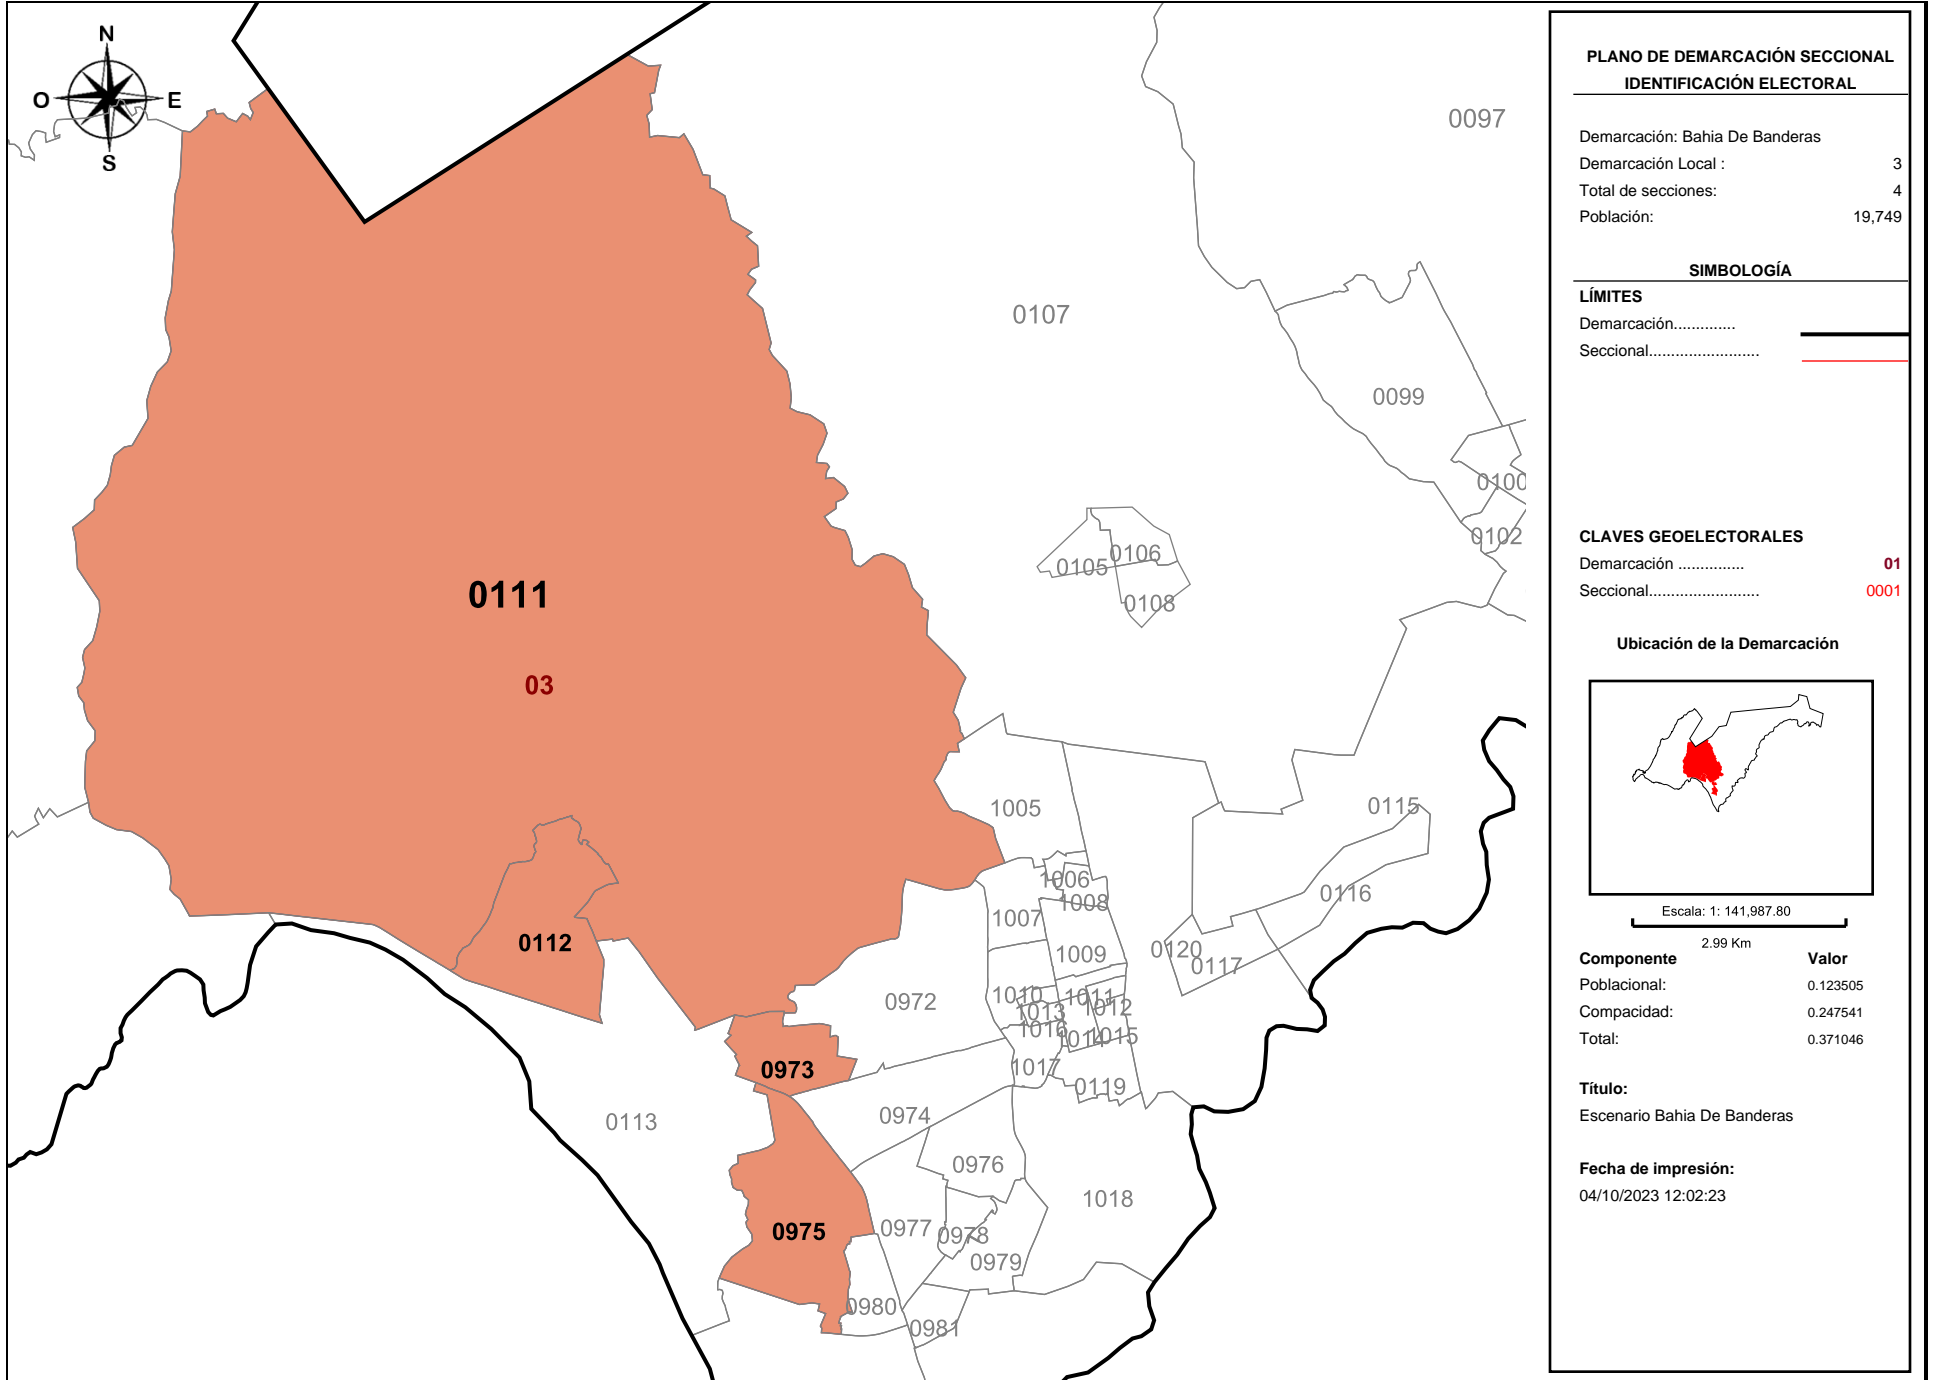 N
O E
S
0097
0107
0099
0100
0102
0105
0106
0108
0111
03
0112
1005
0115
1006
1008
1007
0116
1009
0120
0117
0972
1010
1011
1012
1013
1016
1014
1015
1017
0973
0119
0974
0113
0976
1018
0975
0977
0978
0979
0980
0981
PLANO DE DEMARCACIÓN SECCIONAL
IDENTIFICACIÓN ELECTORAL
Demarcación: Bahia De Banderas
Demarcación Local : 3
Total de secciones: 4
Población: 19,749
SIMBOLOGÍA
LÍMITES
Demarcación..............
Seccional.........................
CLAVES GEOELECTORALES
Demarcación ............... 01
Seccional......................... 0001
Ubicación de la Demarcación
Escala: 1: 141,987.80
2.99 Km
Componente Valor
Poblacional: 0.123505
Compacidad: 0.247541
Total: 0.371046
Título:
Escenario Bahia De Banderas
Fecha de impresión:
04/10/2023 12:02:23